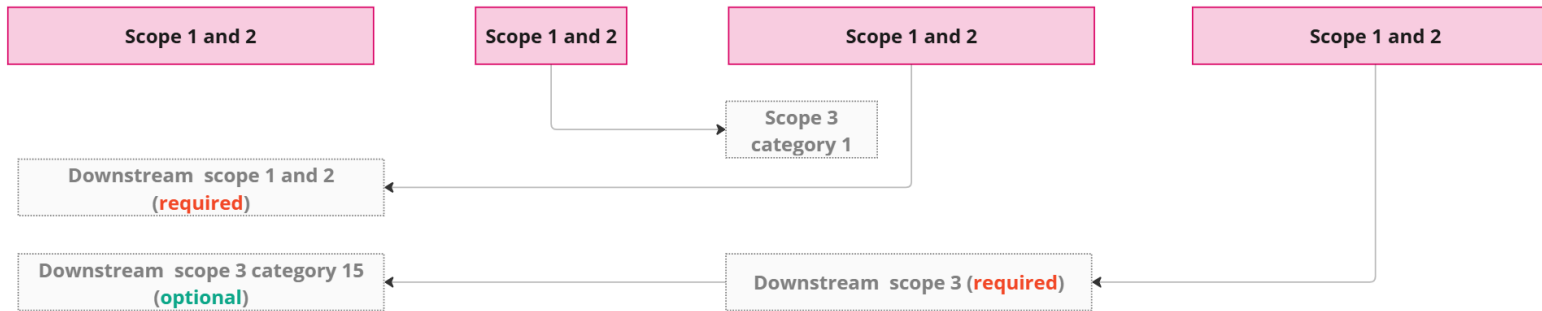 Scope 1 and 2
Scope 1 and 2
Scope 1 and 2
Scope 1 and 2
Scope 3
category 1
Downstream  scope 1 and 2
(required)
Downstream  scope 3 category 15
(optional)
Downstream  scope 3 (required)